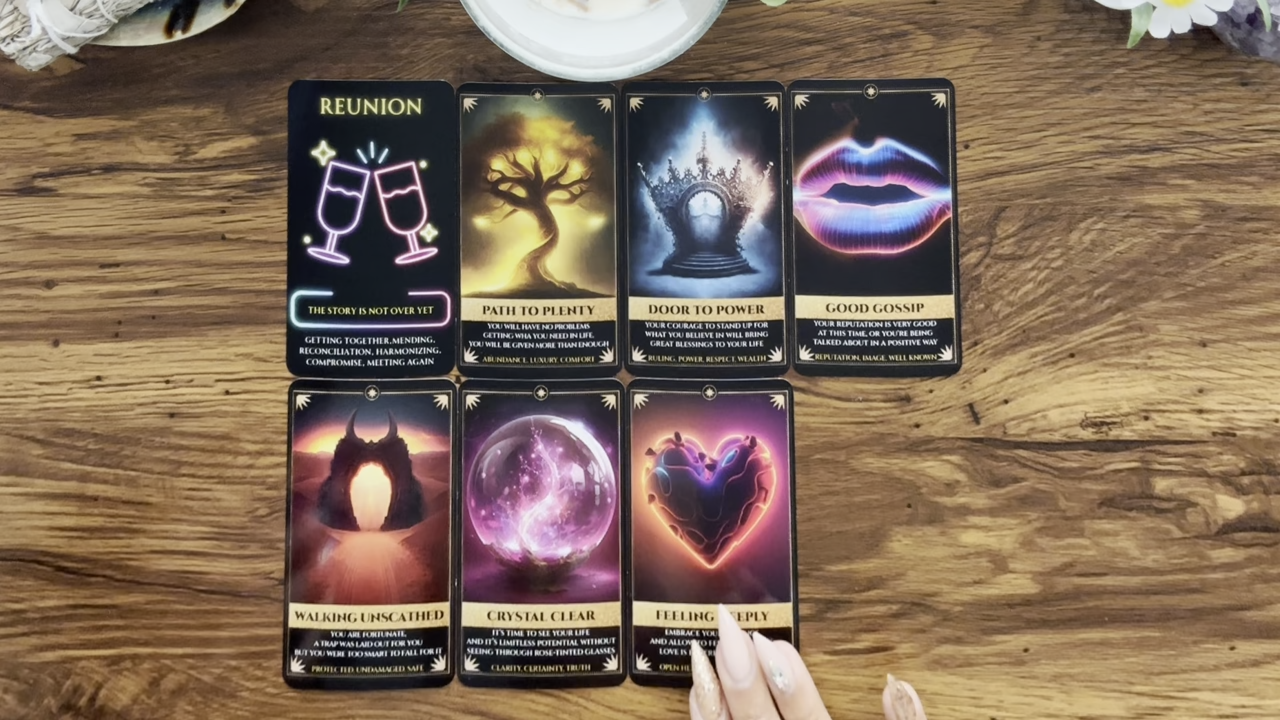 REUNION
THE STORY IS NOT OVER YET
GETTING TOGETHER,MENDING,
RECONCILIATION, HARMONIZING,
COMPROMISE, MEETING AGAIN
PATH TO PLENTY
YOU WILL HAVE NO PROBLEMS
GETTING WHA YOU NEED IN LIFE.
YOU WILL BE GIVEN MORE THAN ENOUGH
ABUNDANCE, LUXURY, COMFORT
DOOR TO POWER
YOUR COURAGE TO STAND UP FOR
WHAT YOU BELIEVE IN WILL BRING
GREAT BLESSINGS TO YOUR LIFE
RULING, POWER, RESPECT, WEALTH
GOOD GOSSIP
YOUR REPUTATION IS VERY GOOD
AT THIS TIME, OR YOU'RE BEING
TALKED ABOUT IN A POSITIVE WAY
REPUTATION, IMAGE, WELL KNOWN
WALKING UNSCATHED
YOU ARE FORTUNATE,
A TRAP WAS LAID OUT FOR YOU
BUT YOU WERE TOO SMART TO FALL FOR IT
PROTECTED, UNDAMAGED, SAFE
CRYSTAL CLEAR
IT'S TIME TO SEE YOUR LIFE
AND IT'S LIMITLESS POTENTIAL WITHOUT
SEEING THROUGH ROSE-TINTED GLASSES
CLARITY, CERTAINTY, TRUTH
FEELING
EMBRACE
AND
LOVE
OPEN